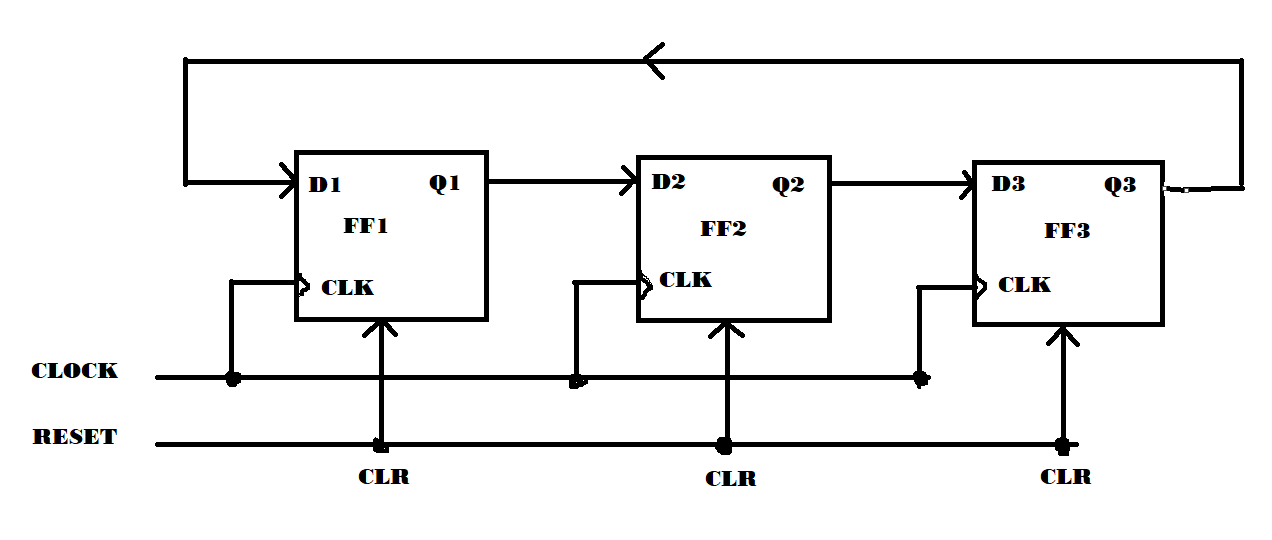 D1 Q1 D2 Q2 D3 Q3
FF1 FF2 FF3
CLK CLK CLK
CLOCK
RESET
CLR CLR CLR